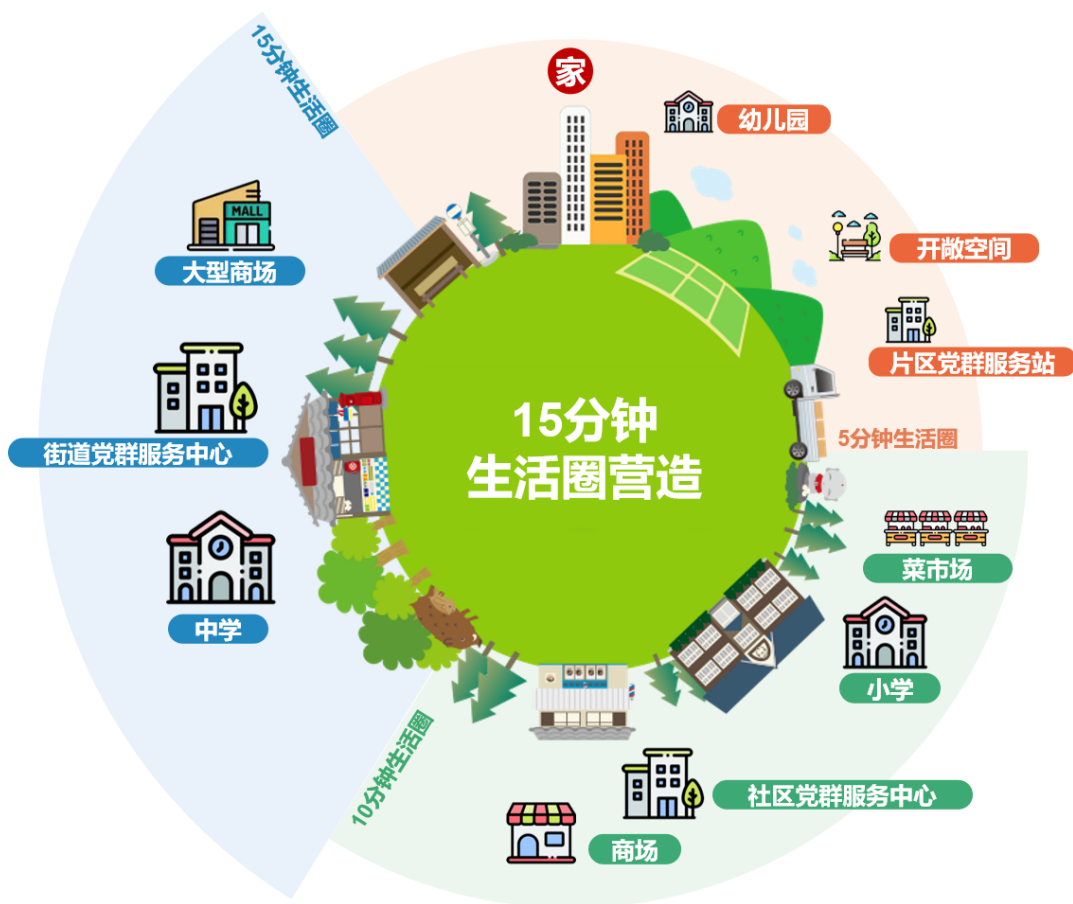 家
幼儿园
开敞空间
片区党群服务站
5分钟生活圈
菜市场
小学
社区党群服务中心
商场
10分钟生活圈
15分钟生活圈
MALL
大型商场
街道党群服务中心
中学
15分钟
生活圈营造